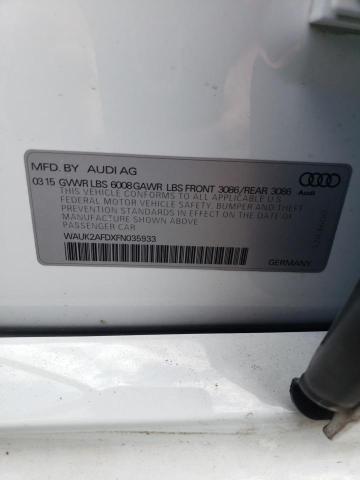 MFD. BY AUDI AG
03 15 GVWR LBS 6008 GAWR LBS FRONT 3086/REAR 3086
THIS VEHICLE CONFORMS TO ALL APPLICABLE U.S.
FEDERAL MOTOR VEHICLE SAFETY, BUMPER AND THEFT
PREVENTION STANDARDS IN EFFECT ON THE DATE OF
MANUFACTURE SHOWN ABOVE
PASSENGER CAR
WAUK2AFDXFN035933
Audi
GERMANY